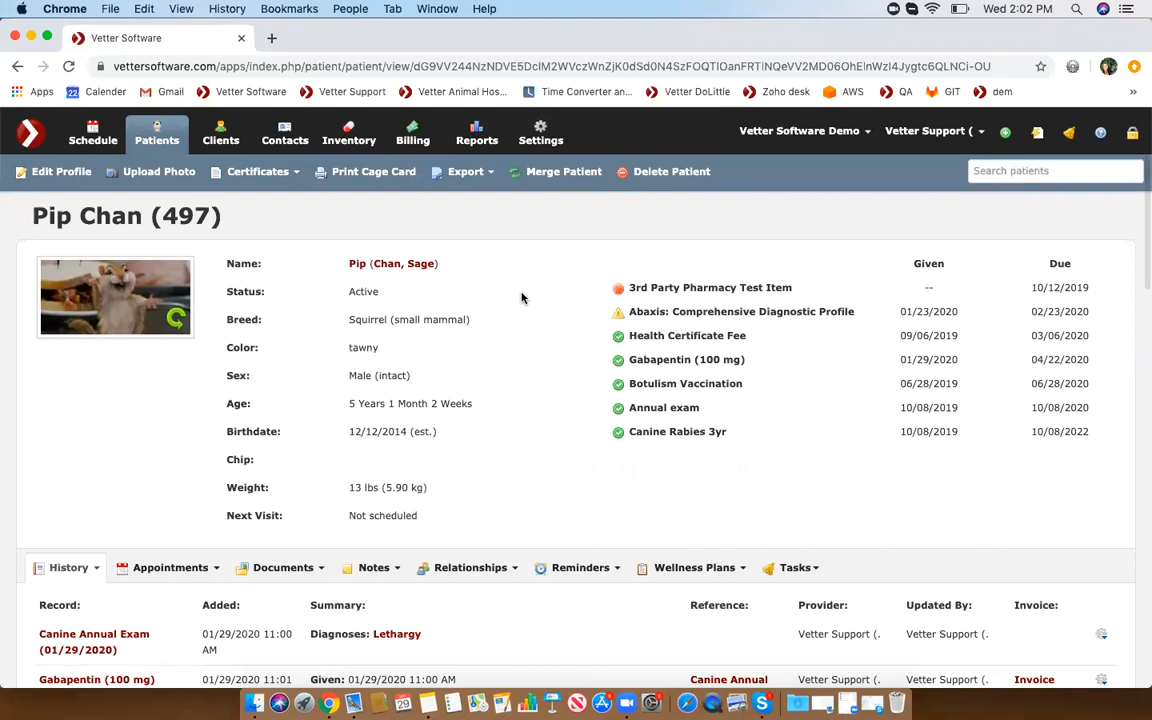 Chrome File Edit View History Bookmarks People Tab Window Help Wed 2:02 PM
Vetter Software
Apps 22 Calender Gmail Vetter Software Vetter Support Vetter Animal Hos... Time Converter an... Vetter DoLittle Zoho desk AWS QA GIT dem »
Schedule Patients Clients Contacts Inventory Billing Reports Settings Vetter Software Demo Vetter Support (
Edit Profile Upload Photo Certificates Print Cage Card Export Merge Patient Delete Patient Search patients
Pip Chan (497)
Name: Pip (Chan, Sage) Given Due
Status: Active 3rd Party Pharmacy Test Item -- 10/12/2019
Breed: Squirrel (small mammal) Abaxis: Comprehensive Diagnostic Profile 01/23/2020 02/23/2020
Color: tawny Health Certificate Fee 09/06/2019 03/06/2020
Sex: Male (intact) Gabapentin (100 mg) 01/29/2020 04/22/2020
Age: 5 Years 1 Month 2 Weeks Botulism Vaccination 06/28/2019 06/28/2020
Birthdate: 12/12/2014 (est.) Annual exam 10/08/2019 10/08/2020
Chip: Canine Rabies 3yr 10/08/2019 10/08/2022
Weight: 13 lbs (5.90 kg)
Next Visit: Not scheduled
History Appointments Documents Notes Relationships Reminders Wellness Plans Tasks
Record: Added: Summary: Reference: Provider: Updated By: Invoice:
Canine Annual Exam 01/29/2020 11:00 Diagnoses: Lethargy Vetter Support (. Vetter Support (.
(01/29/2020) AM
Gabapentin (100 mg) 01/29/2020 11:01 Given: 01/29/2020 11:00 AM Canine Annual Vetter Support (. Vetter Support (. Invoice